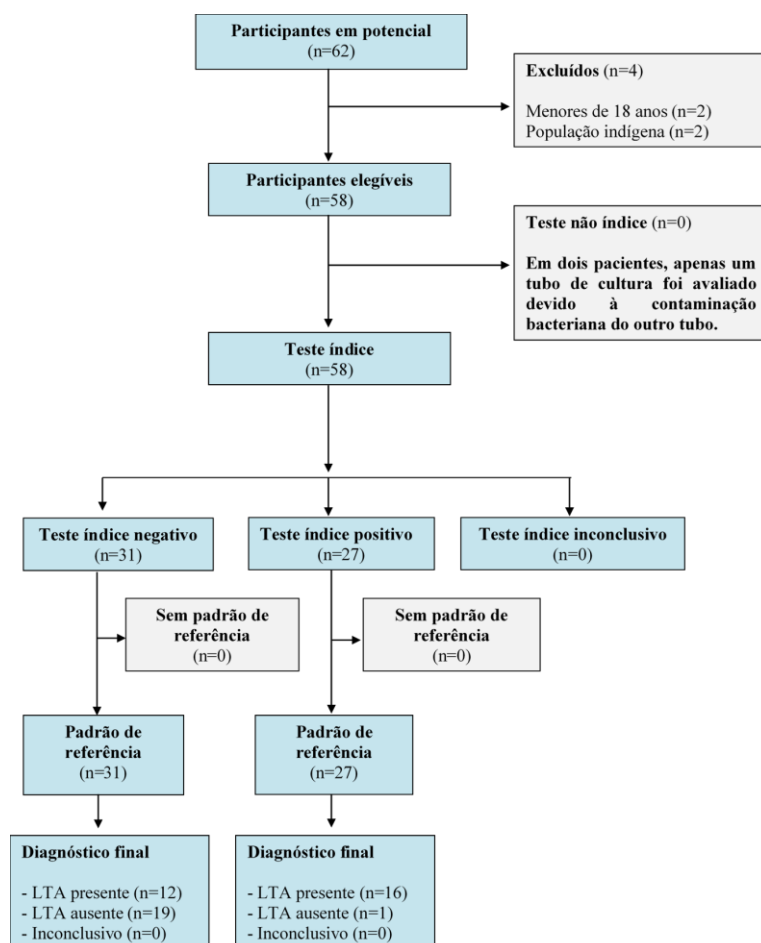 Participantes em potencial
(n=62)
Excluídos (n=4)
Menores de 18 anos (n=2)
População indígena (n=2)
Participantes elegíveis
(n=58)
Teste não índice (n=0)
Em dois pacientes, apenas um
tubo de cultura foi avaliado
devido à contaminação
bacteriana do outro tubo.
Teste índice
(n=58)
Teste índice negativo
(n=31)
Teste índice positivo
(n=27)
Teste índice inconclusivo
(n=0)
Sem padrão de
referência
(n=0)
Sem padrão de
referência
(n=0)
Padrão de
referência
(n=31)
Padrão de
referência
(n=27)
Diagnóstico final
- LTA presente (n=12)
- LTA ausente (n=19)
- Inconclusivo (n=0)
Diagnóstico final
- LTA presente (n=16)
- LTA ausente (n=1)
- Inconclusivo (n=0)